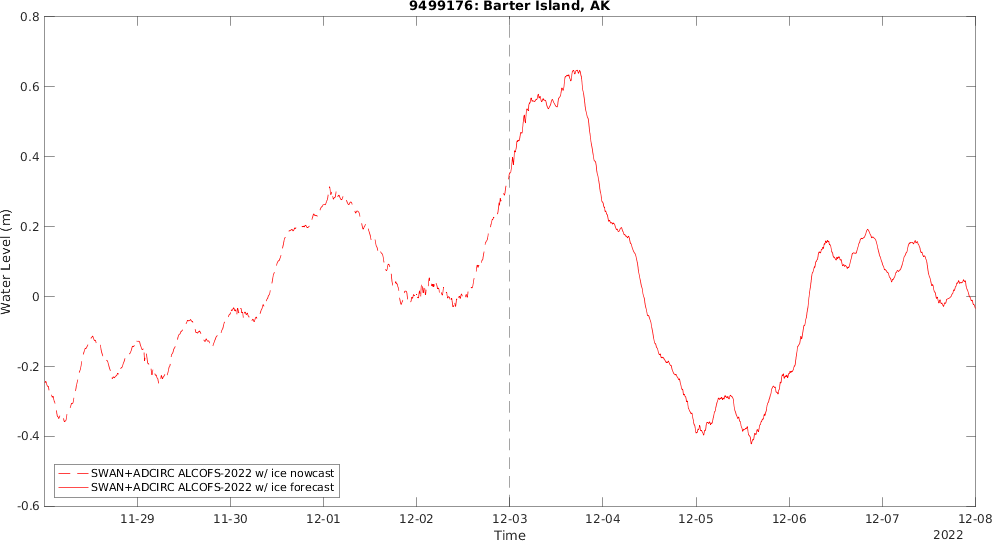 9499176: Barter Island, AK
0.8
0.6
0.4
0.2
0
-0.2
-0.4
-0.6
Water Level (m)
SWAN+ADCIRC ALCOFS-2022 w/ ice nowcast
SWAN+ADCIRC ALCOFS-2022 w/ ice forecast
11-29 11-30 12-01 12-02 12-03 12-04 12-05 12-06 12-07 12-08
Time
2022